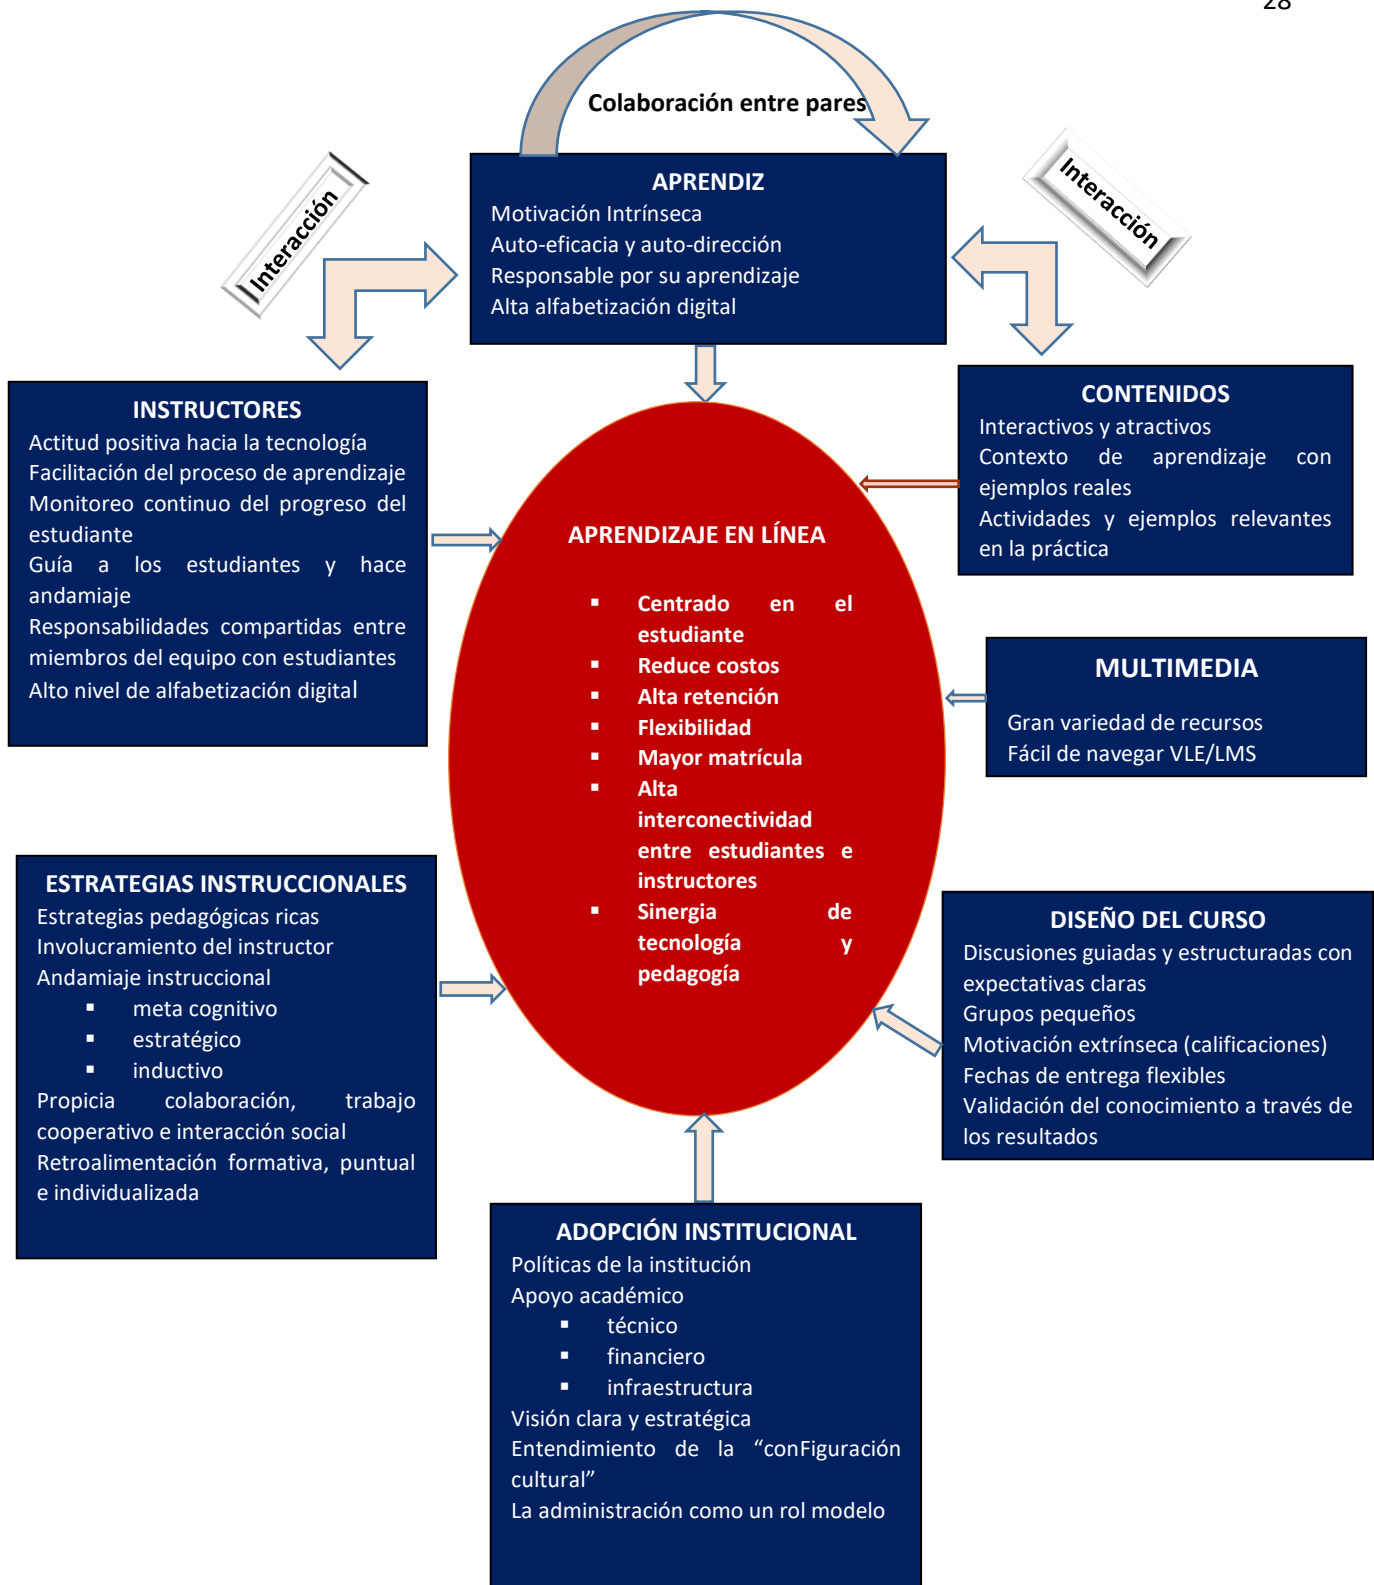 28
Colaboración entre pares
Interacción
Interacción
APRENDIZ
Motivación Intrínseca
Auto-eficacia y auto-dirección
Responsable por su aprendizaje
Alta alfabetización digital
INSTRUCTORES
Actitud positiva hacia la tecnología
Facilitación del proceso de aprendizaje
Monitoreo continuo del progreso del
estudiante
Guía a los estudiantes y hace
andamiaje
Responsabilidades compartidas entre
miembros del equipo con estudiantes
Alto nivel de alfabetización digital
CONTENIDOS
Interactivos y atractivos
Contexto de aprendizaje con
ejemplos reales
Actividades y ejemplos relevantes
en la práctica
APRENDIZAJE EN LÍNEA
▪ Centrado en el
estudiante
▪ Reduce costos
▪ Alta retención
▪ Flexibilidad
▪ Mayor matrícula
▪ Alta
interconectividad
entre estudiantes e
instructores
▪ Sinergia de
tecnología y
pedagogía
MULTIMEDIA
Gran variedad de recursos
Fácil de navegar VLE/LMS
ESTRATEGIAS INSTRUCCIONALES
Estrategias pedagógicas ricas
Involucramiento del instructor
Andamiaje instruccional
▪ meta cognitivo
▪ estratégico
▪ inductivo
Propicia colaboración, trabajo
cooperativo e interacción social
Retroalimentación formativa, puntual
e individualizada
DISEÑO DEL CURSO
Discusiones guiadas y estructuradas con
expectativas claras
Grupos pequeños
Motivación extrínseca (calificaciones)
Fechas de entrega flexibles
Validación del conocimiento a través de
los resultados
ADOPCIÓN INSTITUCIONAL
Políticas de la institución
Apoyo académico
▪ técnico
▪ financiero
▪ infraestructura
Visión clara y estratégica
Entendimiento de la “conFiguración
cultural”
La administración como un rol modelo